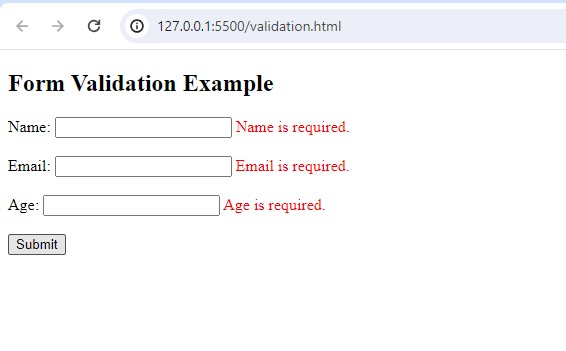 127.0.0.1:5500/validation.html
Form Validation Example
Name: Name is required.
Email: Email is required.
Age: Age is required.
Submit